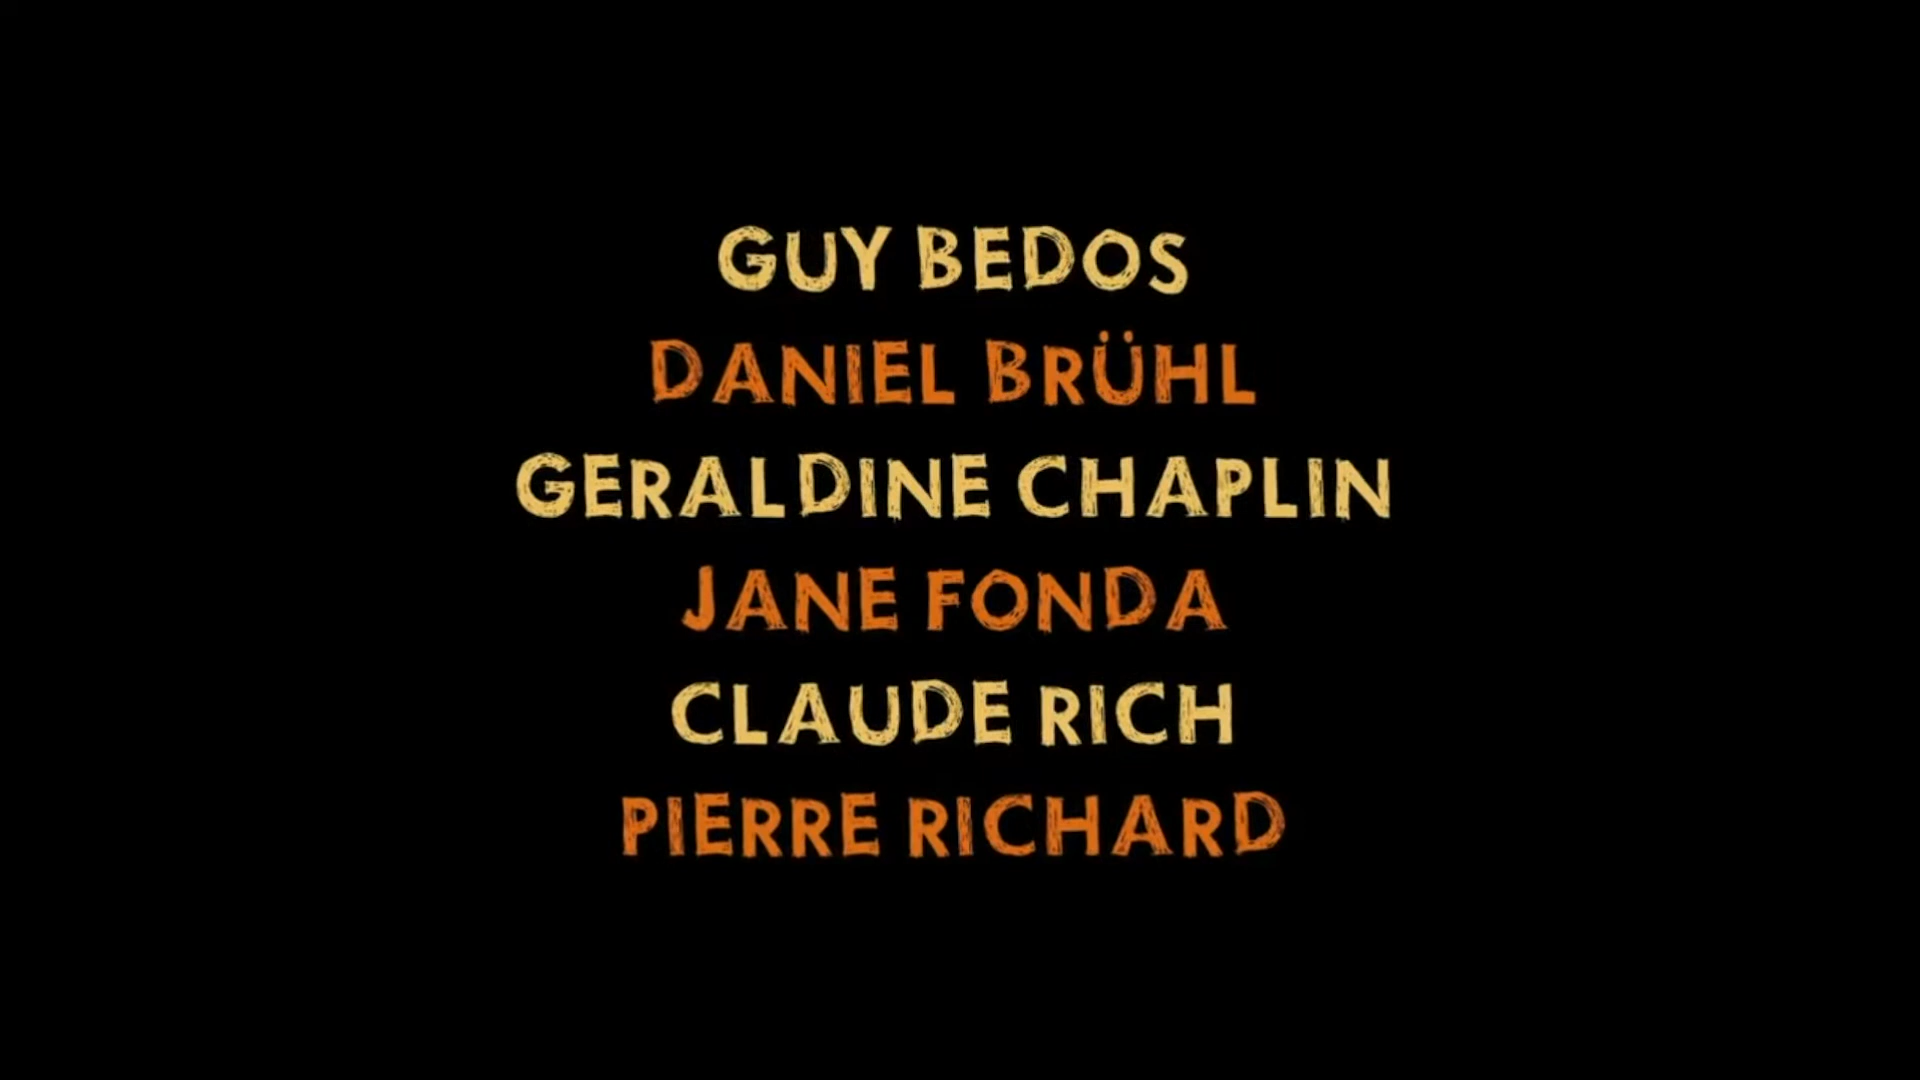 GUY BEDOS
DANIEL BRÜHL
GERALDINE CHAPLIN
JANE FONDA
CLAUDE RICH
PIERRE RICHARD